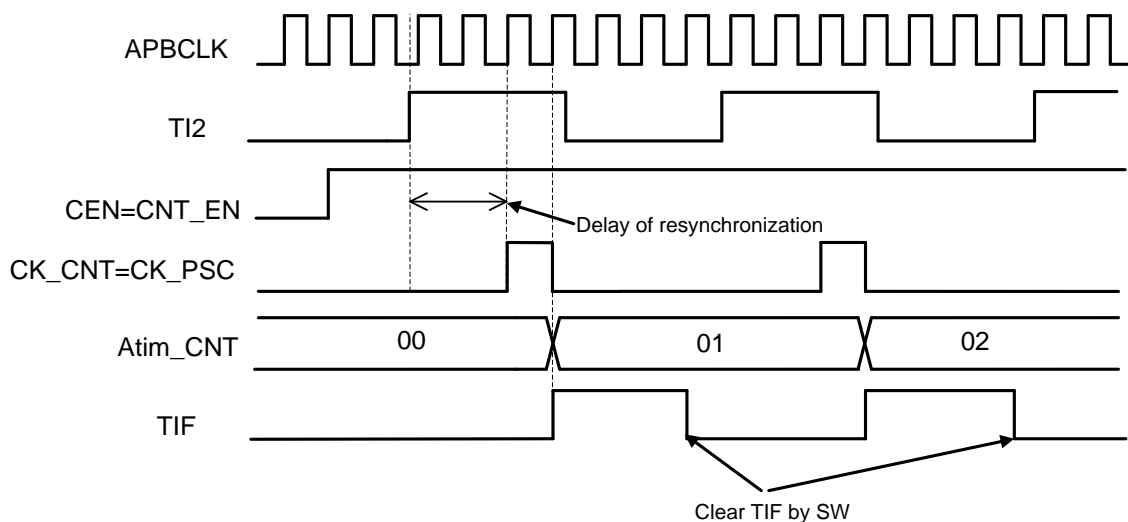 APBCLK
TI2
CEN=CNT_EN
Delay of resynchronization
CK_CNT=CK_PSC
Atim_CNT
00
01
02
TIF
Clear TIF by SW